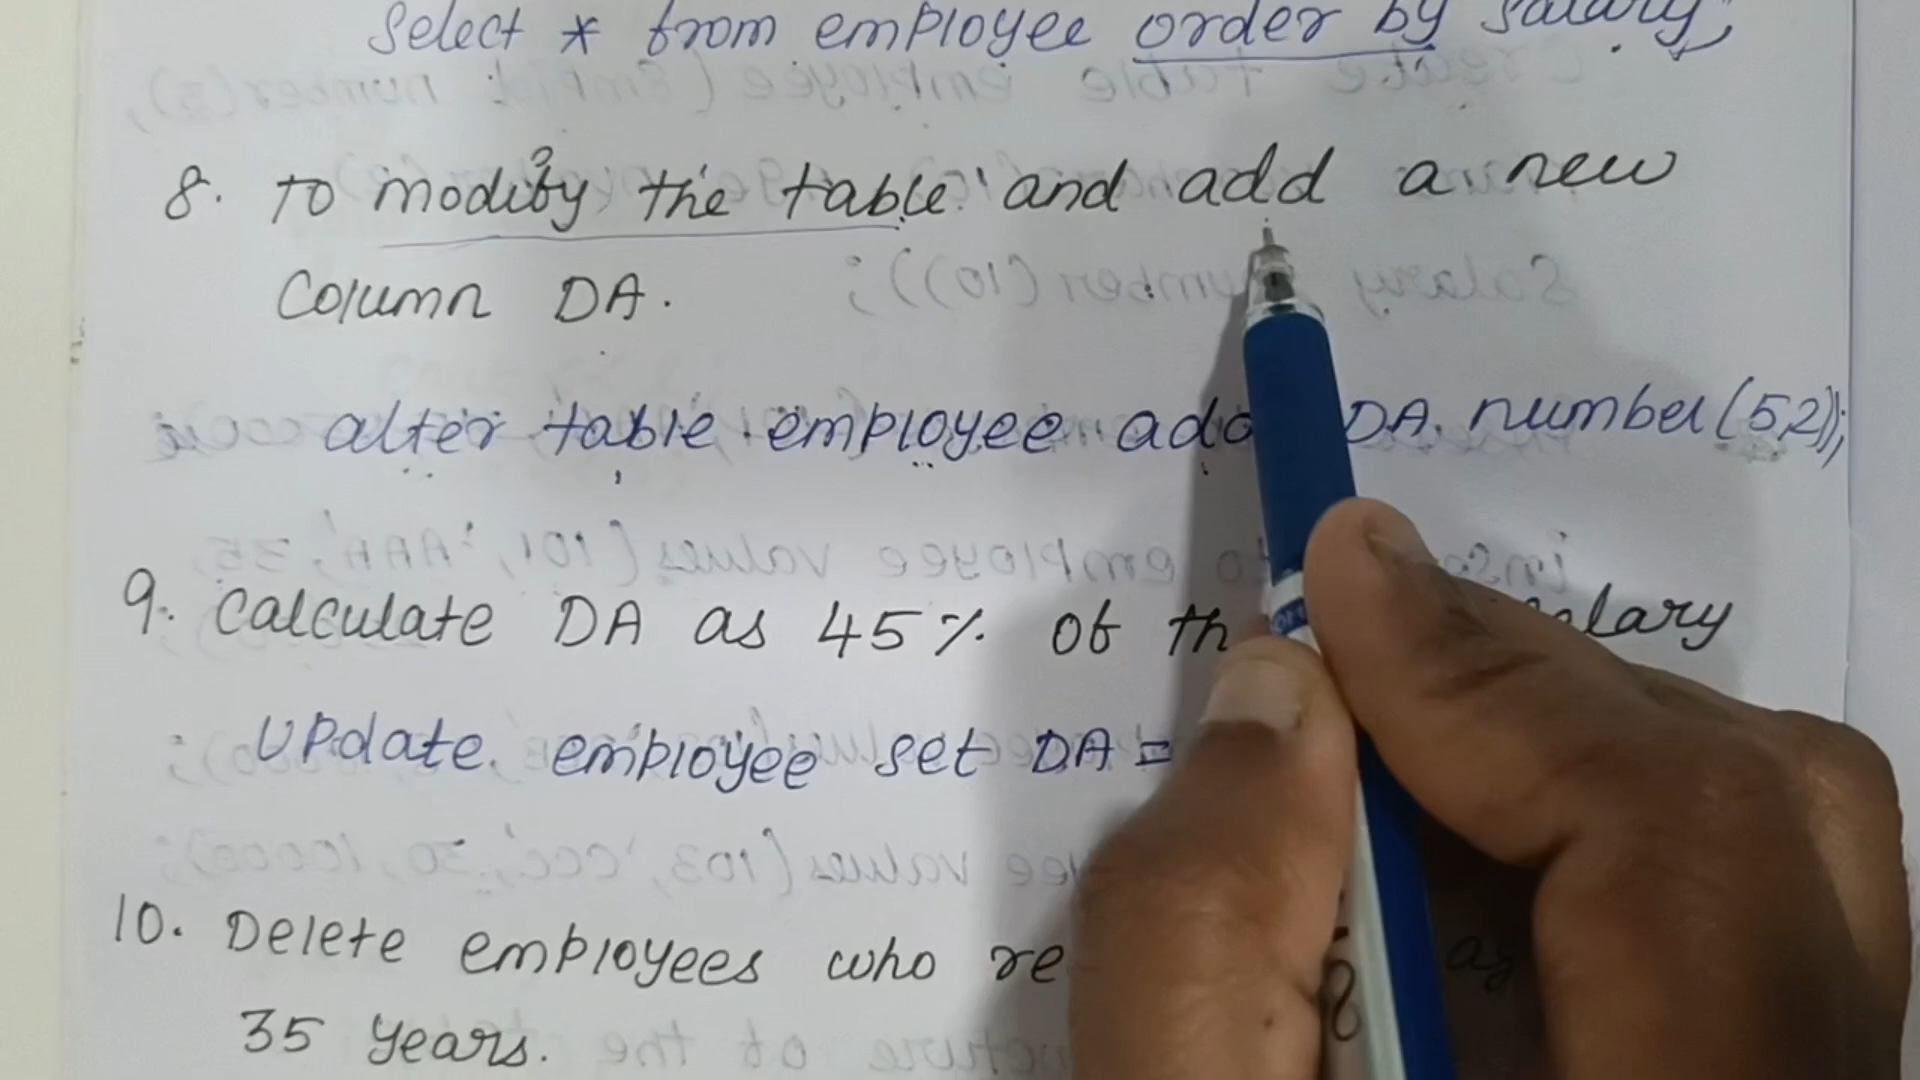 Select * from employee order by salary;
8. To modify the table and add a new
Column DA.
alter table employee add DA number(5,2);
9. Calculate DA as 45% of th salary
Update employee set DA =
10. Delete employees who re
35 years.